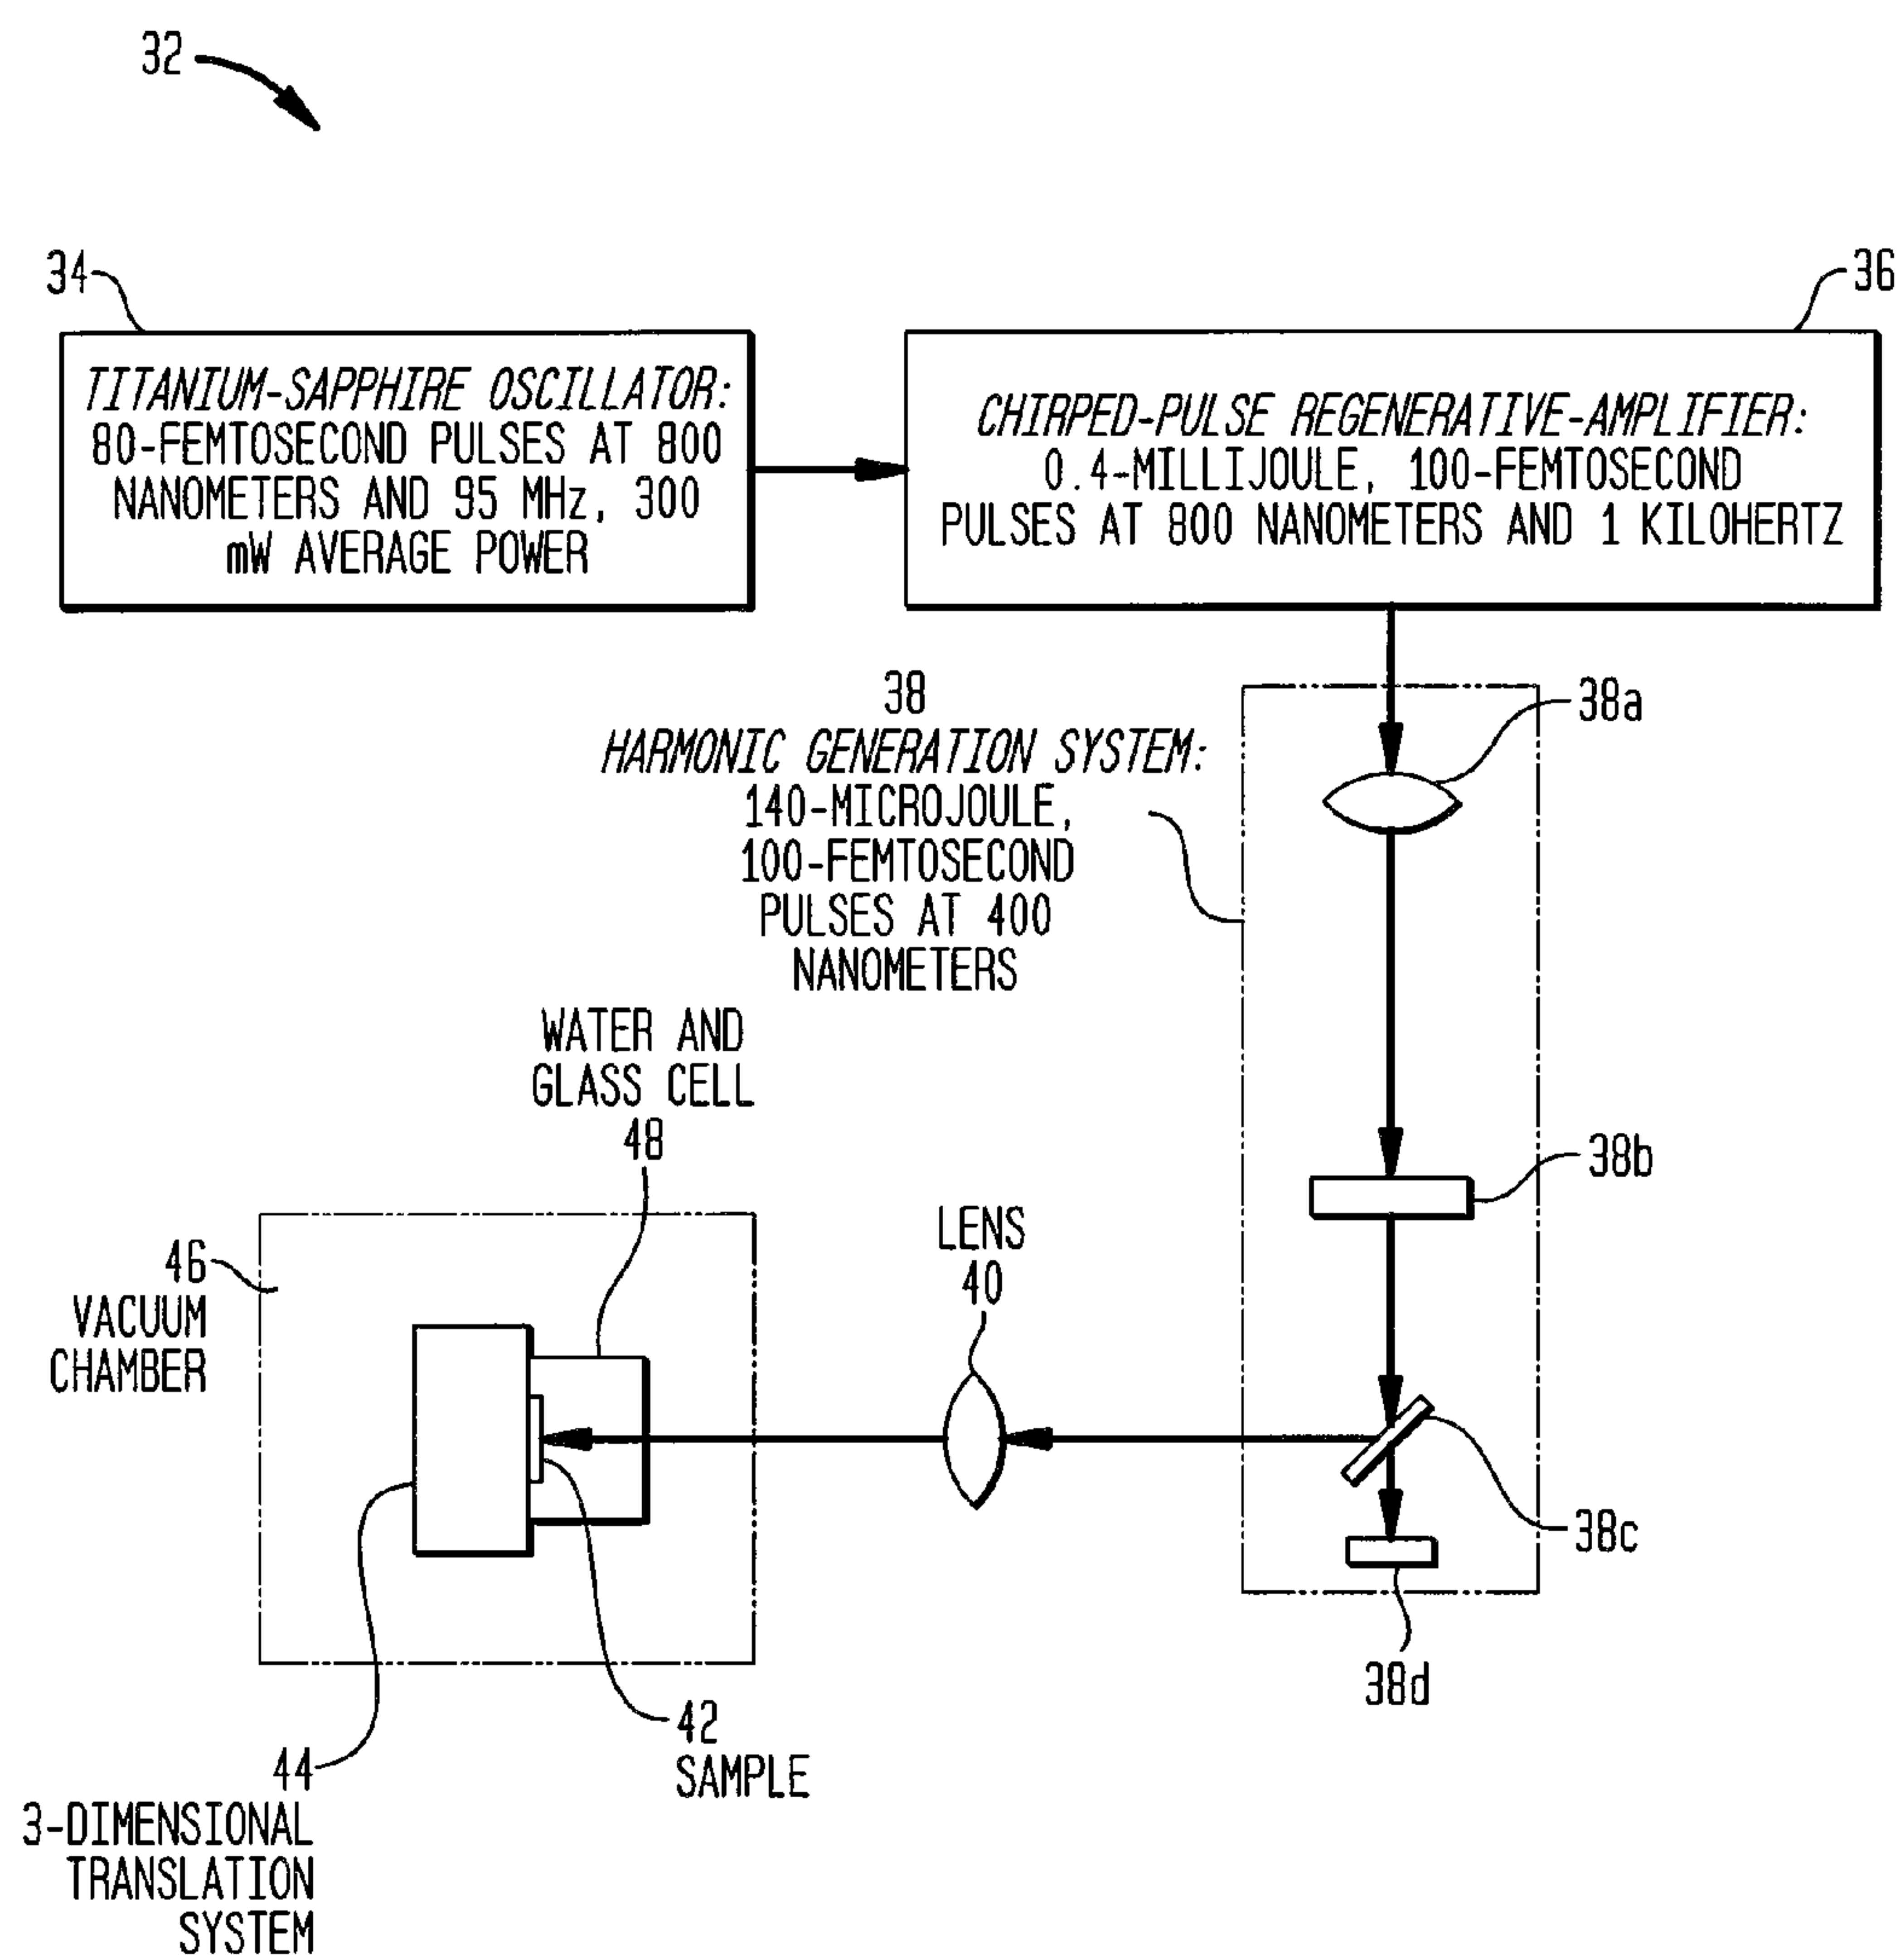 32
34
TITANIUM-SAPPHIRE OSCILLATOR:
80-FEMTOSECOND PULSES AT 800
NANOMETERS AND 95 MHz, 300
mW AVERAGE POWER
36
CHIRPED-PULSE REGENERATIVE-AMPLIFIER:
0.4-MILLIJOULE, 100-FEMTOSECOND
PULSES AT 800 NANOMETERS AND 1 KILOHERTZ
38
HARMONIC GENERATION SYSTEM:
140-MICROJOULE,
100-FEMTOSECOND
PULSES AT 400
NANOMETERS
38a
38b
38c
38d
WATER AND
GLASS CELL
48
LENS
40
46
VACUUM
CHAMBER
42
SAMPLE
44
3-DIMENSIONAL
TRANSLATION
SYSTEM